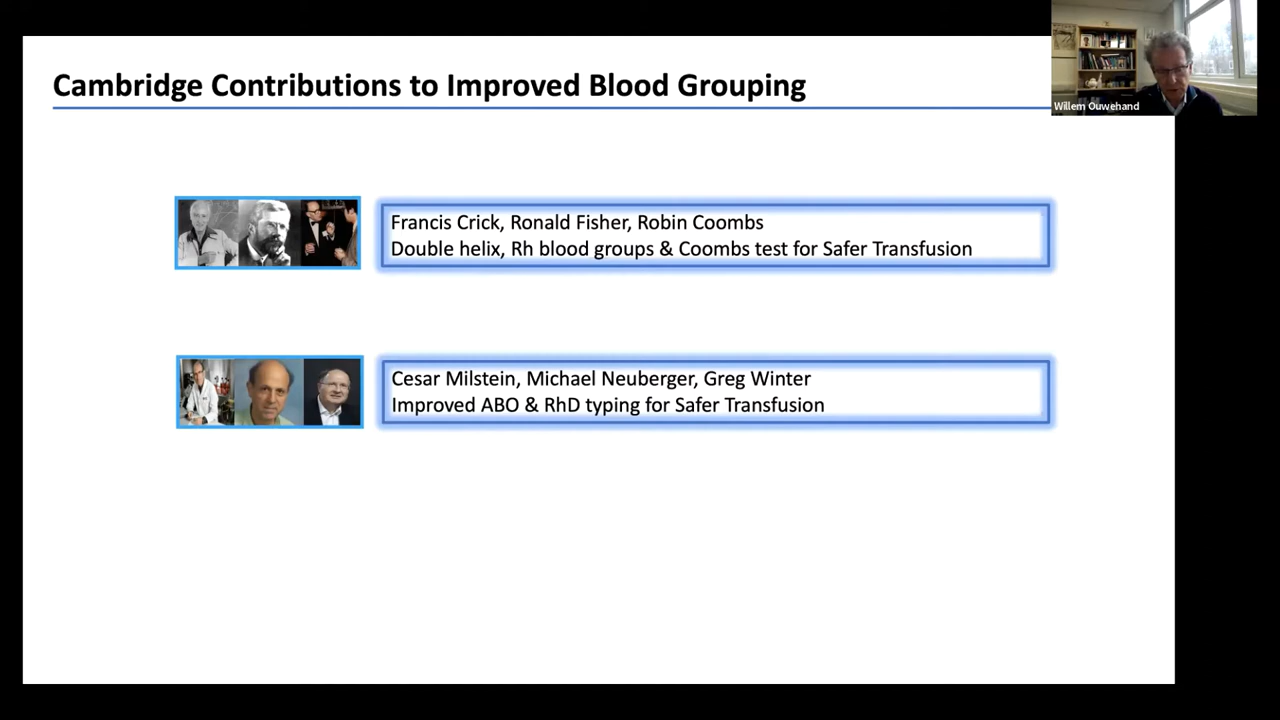 Cambridge Contributions to Improved Blood Grouping
Willem Ouwehand
Francis Crick, Ronald Fisher, Robin Coombs
Double helix, Rh blood groups & Coombs test for Safer Transfusion
Cesar Milstein, Michael Neuberger, Greg Winter
Improved ABO & RhD typing for Safer Transfusion